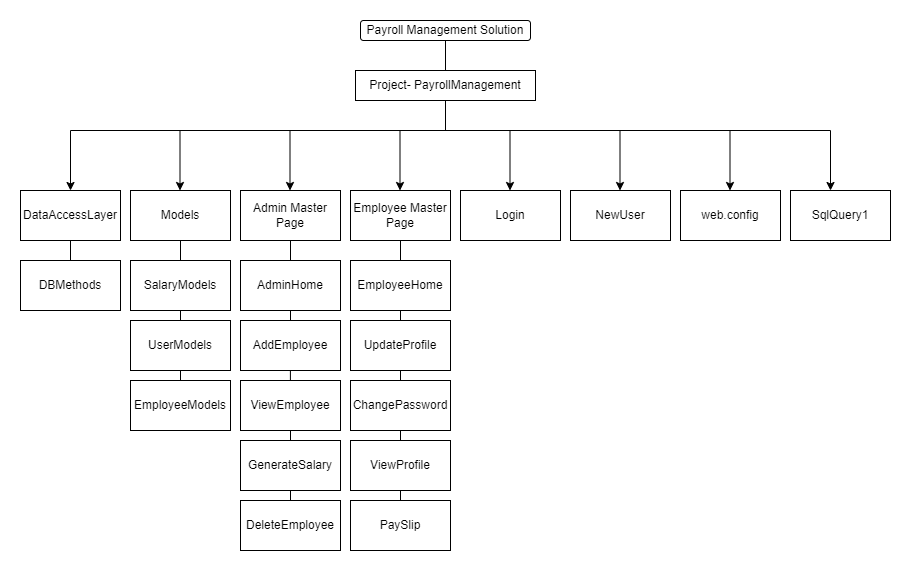 Payroll Management Solution
Project- PayrollManagement
DataAccessLayer
Models
Admin Master
Page
Employee Master
Page
Login
NewUser
web.config
SqlQuery1
DBMethods
SalaryModels
AdminHome
EmployeeHome
UserModels
AddEmployee
UpdateProfile
EmployeeModels
ViewEmployee
ChangePassword
GenerateSalary
ViewProfile
DeleteEmployee
PaySlip